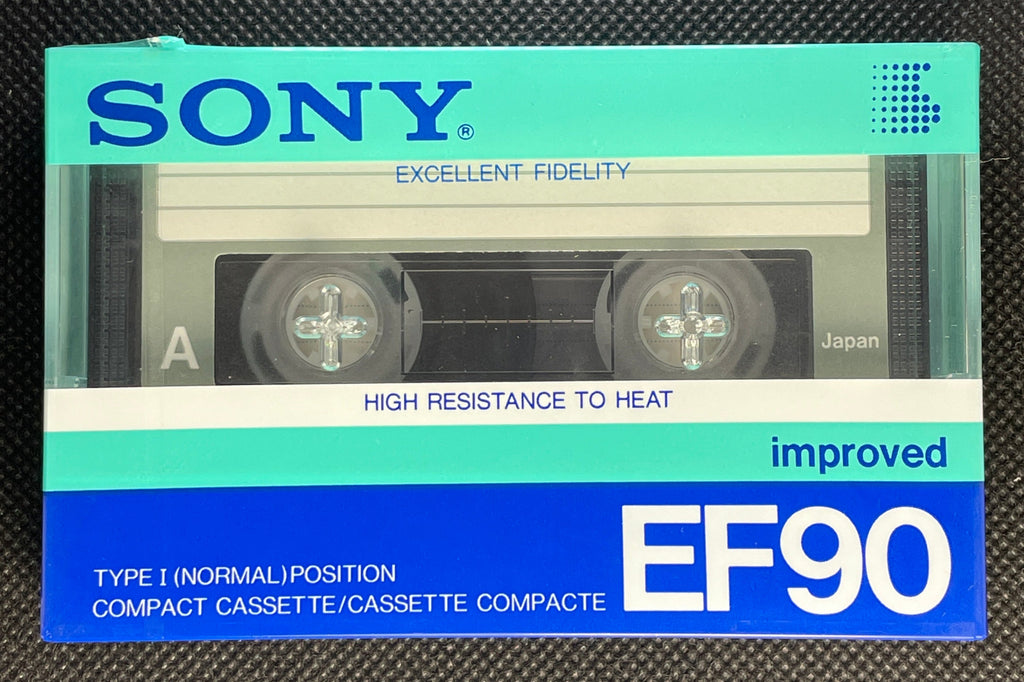 SONY®
EXCELLENT FIDELITY
A
Japan
HIGH RESISTANCE TO HEAT
improved
EF90
TYPE I (NORMAL) POSITION
COMPACT CASSETTE/CASSETTE COMPACTE